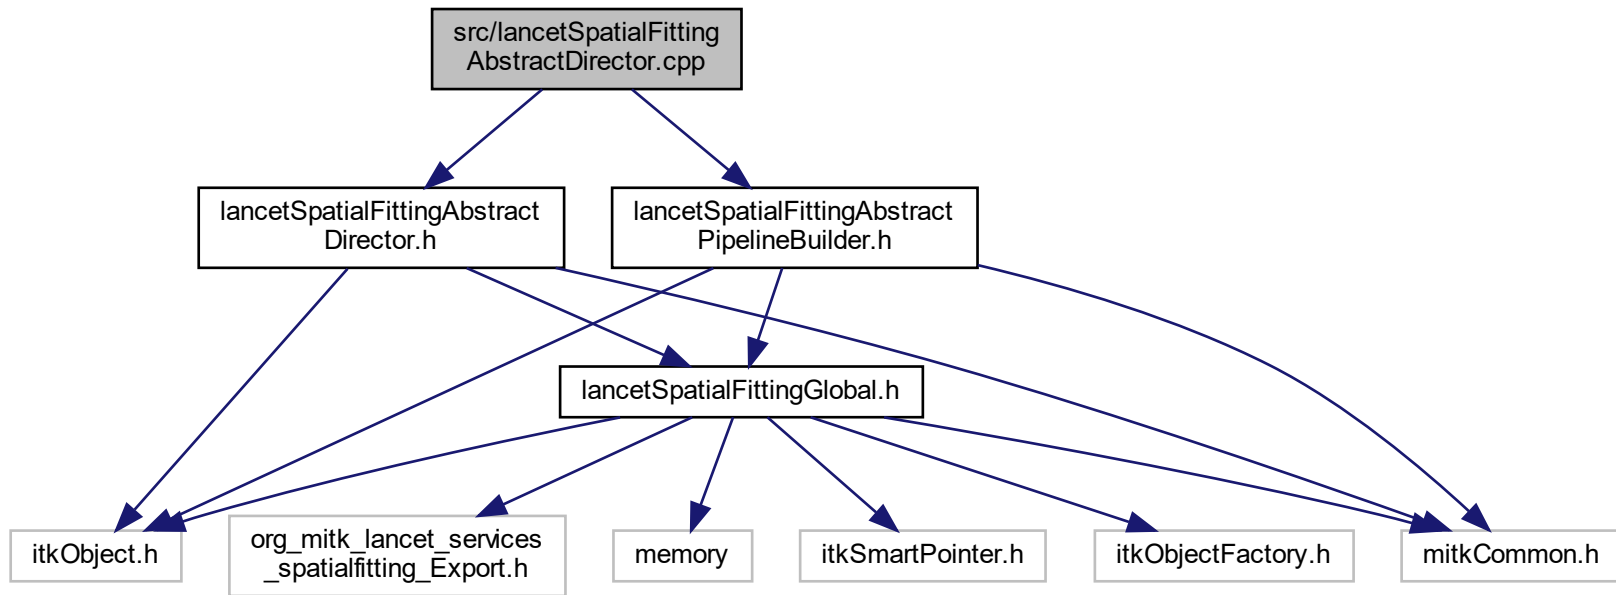 src/lancetSpatialFitting
AbstractDirector.cpp
lancetSpatialFittingAbstract
Director.h
lancetSpatialFittingAbstract
PipelineBuilder.h
lancetSpatialFittingGlobal.h
itkObject.h
org_mitk_lancet_services
_spatialfitting_Export.h
memory
itkSmartPointer.h
itkObjectFactory.h
mitkCommon.h